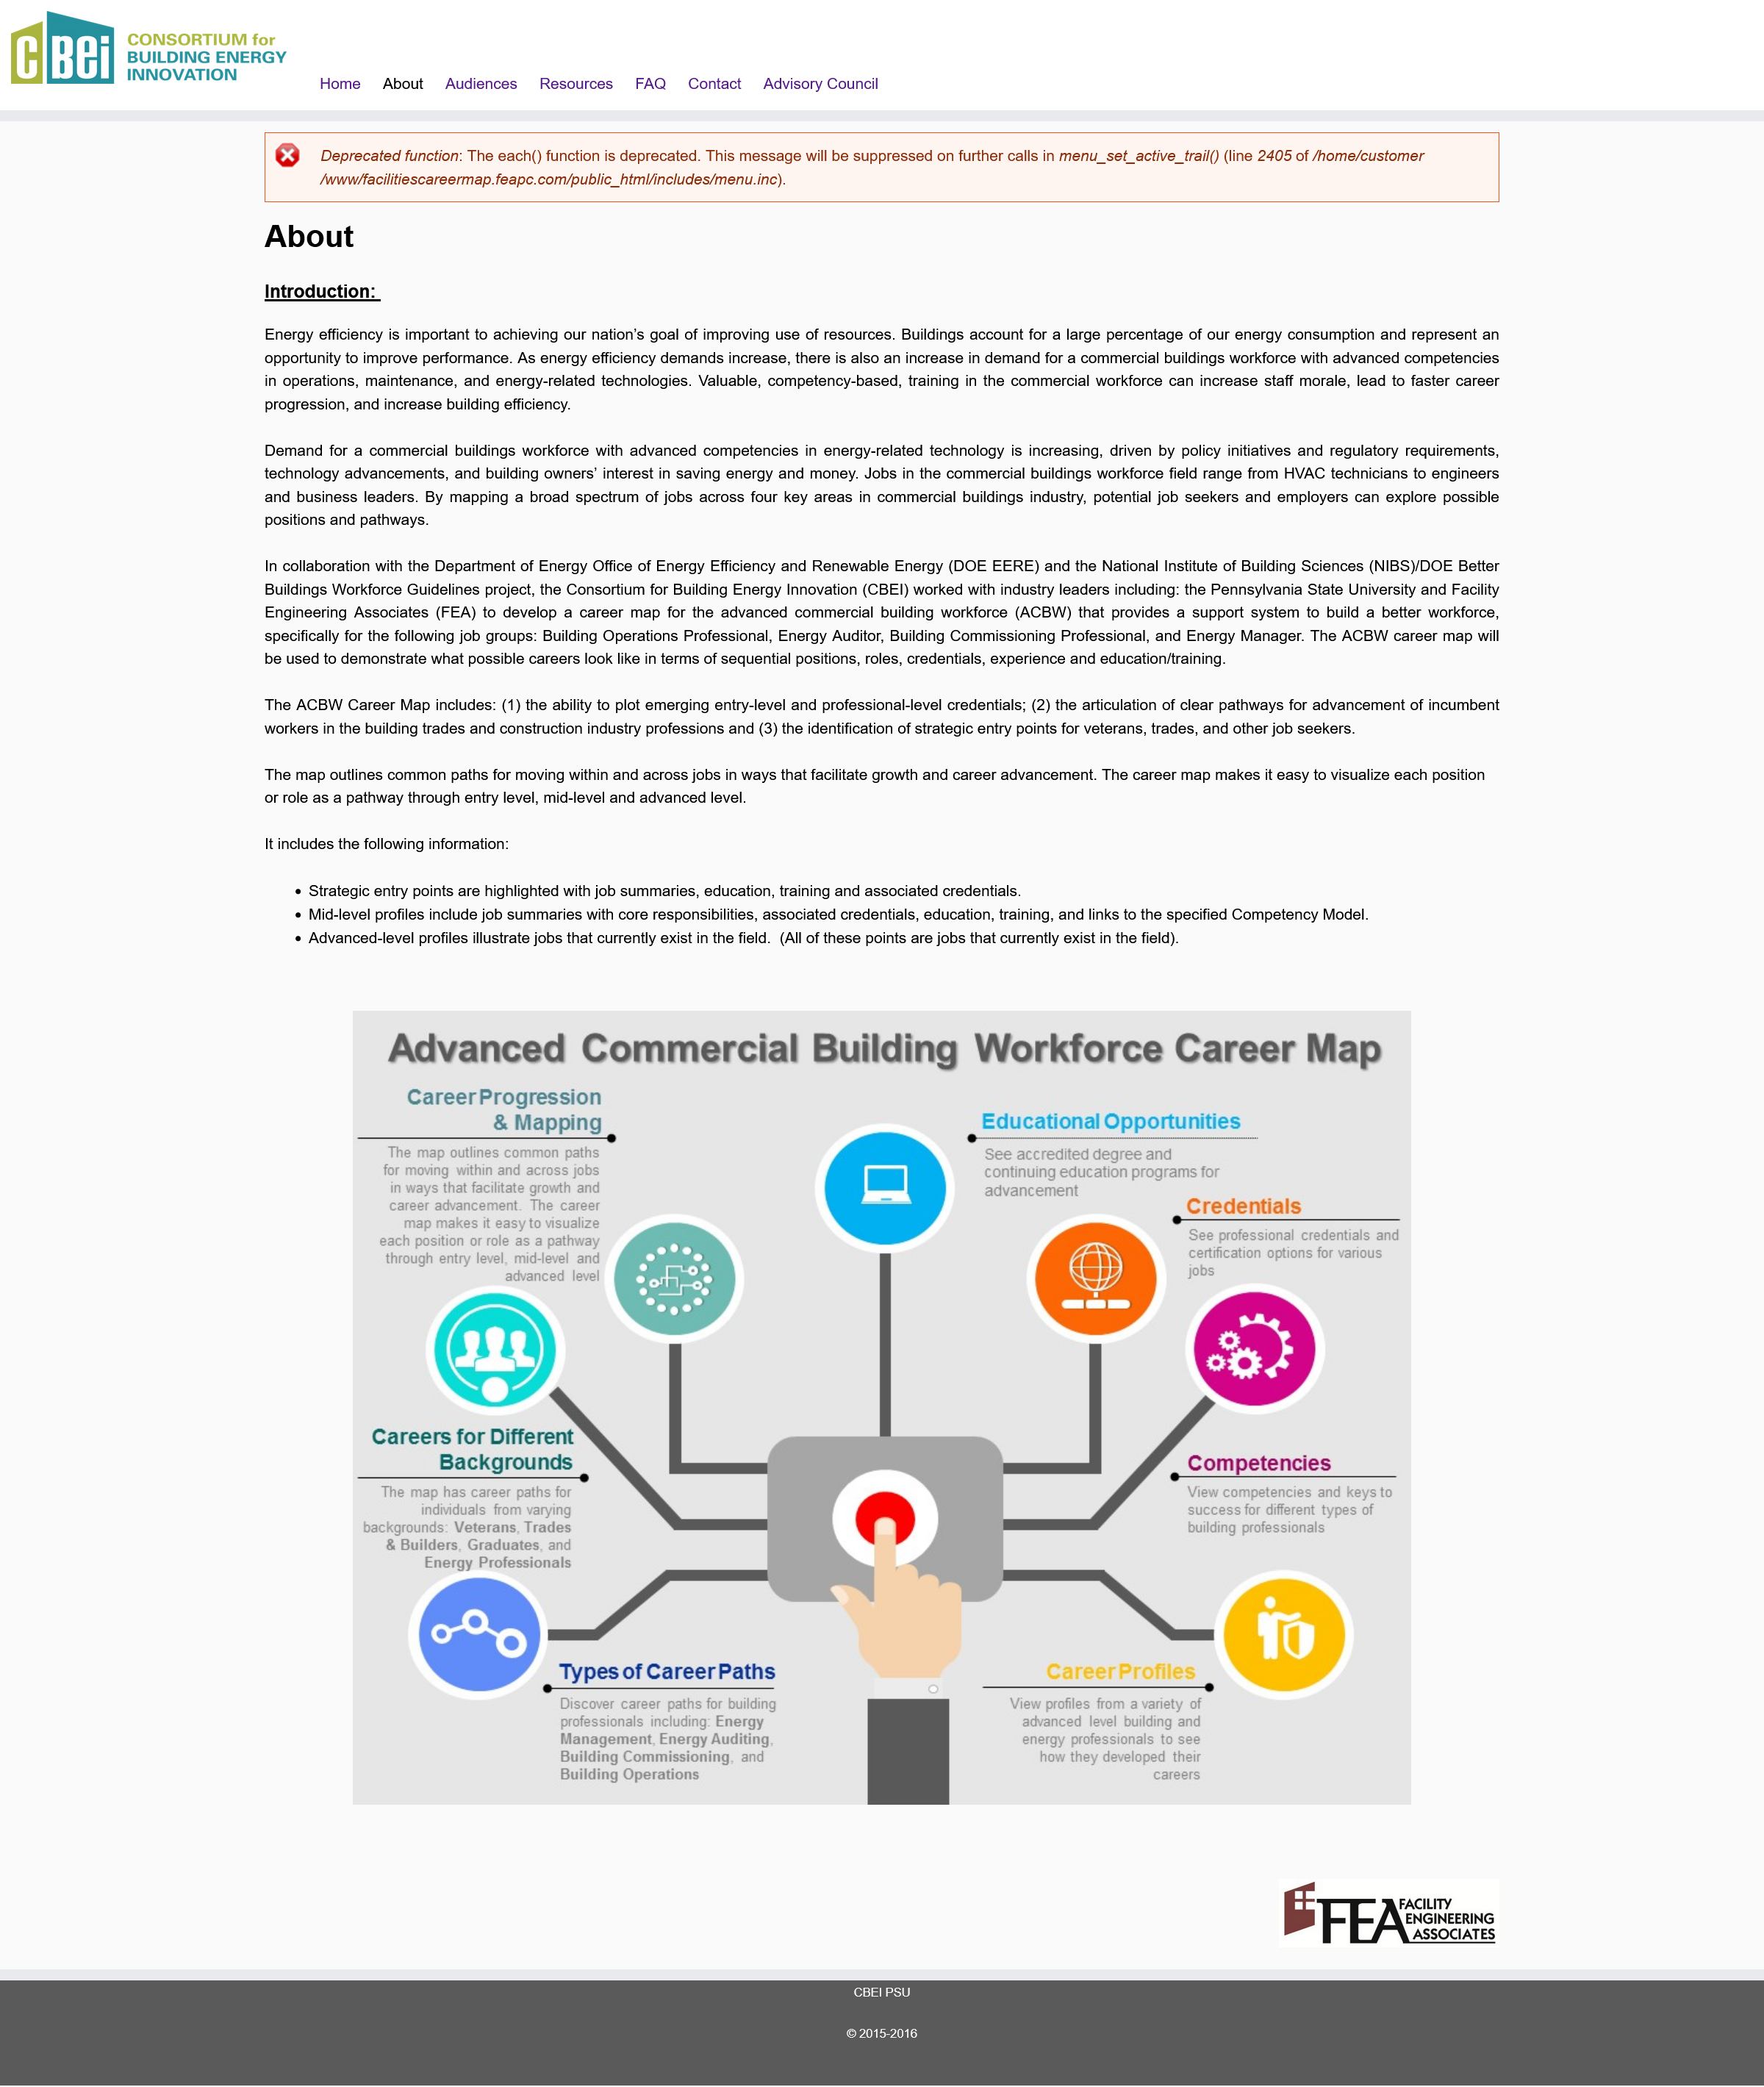 CBEi
CONSORTIUM for
BUILDING ENERGY
INNOVATION
Home About Audiences Resources FAQ Contact Advisory Council
Deprecated function: The each() function is deprecated. This message will be suppressed on further calls in menu_set_active_trail() (line 2405 of /home/customer
/www/facilitiescareermap.feapc.com/public_html/includes/menu.inc).
About
Introduction:
Energy efficiency is important to achieving our nation’s goal of improving use of resources. Buildings account for a large percentage of our energy consumption and represent an
opportunity to improve performance. As energy efficiency demands increase, there is also an increase in demand for a commercial buildings workforce with advanced competencies
in operations, maintenance, and energy-related technologies. Valuable, competency-based, training in the commercial workforce can increase staff morale, lead to faster career
progression, and increase building efficiency.
Demand for a commercial buildings workforce with advanced competencies in energy-related technology is increasing, driven by policy initiatives and regulatory requirements,
technology advancements, and building owners’ interest in saving energy and money. Jobs in the commercial buildings workforce field range from HVAC technicians to engineers
and business leaders. By mapping a broad spectrum of jobs across four key areas in commercial buildings industry, potential job seekers and employers can explore possible
positions and pathways.
In collaboration with the Department of Energy Office of Energy Efficiency and Renewable Energy (DOE EERE) and the National Institute of Building Sciences (NIBS)/DOE Better
Buildings Workforce Guidelines project, the Consortium for Building Energy Innovation (CBEI) worked with industry leaders including: the Pennsylvania State University and Facility
Engineering Associates (FEA) to develop a career map for the advanced commercial building workforce (ACBW) that provides a support system to build a better workforce,
specifically for the following job groups: Building Operations Professional, Energy Auditor, Building Commissioning Professional, and Energy Manager. The ACBW career map will
be used to demonstrate what possible careers look like in terms of sequential positions, roles, credentials, experience and education/training.
The ACBW Career Map includes: (1) the ability to plot emerging entry-level and professional-level credentials; (2) the articulation of clear pathways for advancement of incumbent
workers in the building trades and construction industry professions and (3) the identification of strategic entry points for veterans, trades, and other job seekers.
The map outlines common paths for moving within and across jobs in ways that facilitate growth and career advancement. The career map makes it easy to visualize each position
or role as a pathway through entry level, mid-level and advanced level.
It includes the following information:
• Strategic entry points are highlighted with job summaries, education, training and associated credentials.
• Mid-level profiles include job summaries with core responsibilities, associated credentials, education, training, and links to the specified Competency Model.
• Advanced-level profiles illustrate jobs that currently exist in the field. (All of these points are jobs that currently exist in the field).
Advanced Commercial Building Workforce Career Map
Career Progression
& Mapping
The map outlines common paths
for moving within and across jobs
in ways that facilitate growth and
career advancement. The career
map makes it easy to visualize
each position or role as a pathway
through entry level, mid-level and
advanced level
Educational Opportunities
See accredited degree and
continuing education programs for
advancement
Credentials
See professional credentials and
certification options for various
jobs
Careers for Different
Backgrounds
The map has career paths for
individuals from varying
backgrounds: Veterans, Trades
& Builders, Graduates, and
Energy Professionals
Competencies
View competencies and keys to
success for different types of
building professionals
Types of Career Paths
Discover career paths for building
professionals including: Energy
Management, Energy Auditing,
Building Commissioning, and
Building Operations
Career Profiles
View profiles from a variety of
advanced level building and
energy professionals to see
how they developed their
careers
FEA FACILITY
ENGINEERING
ASSOCIATES
CBEI PSU
© 2015-2016